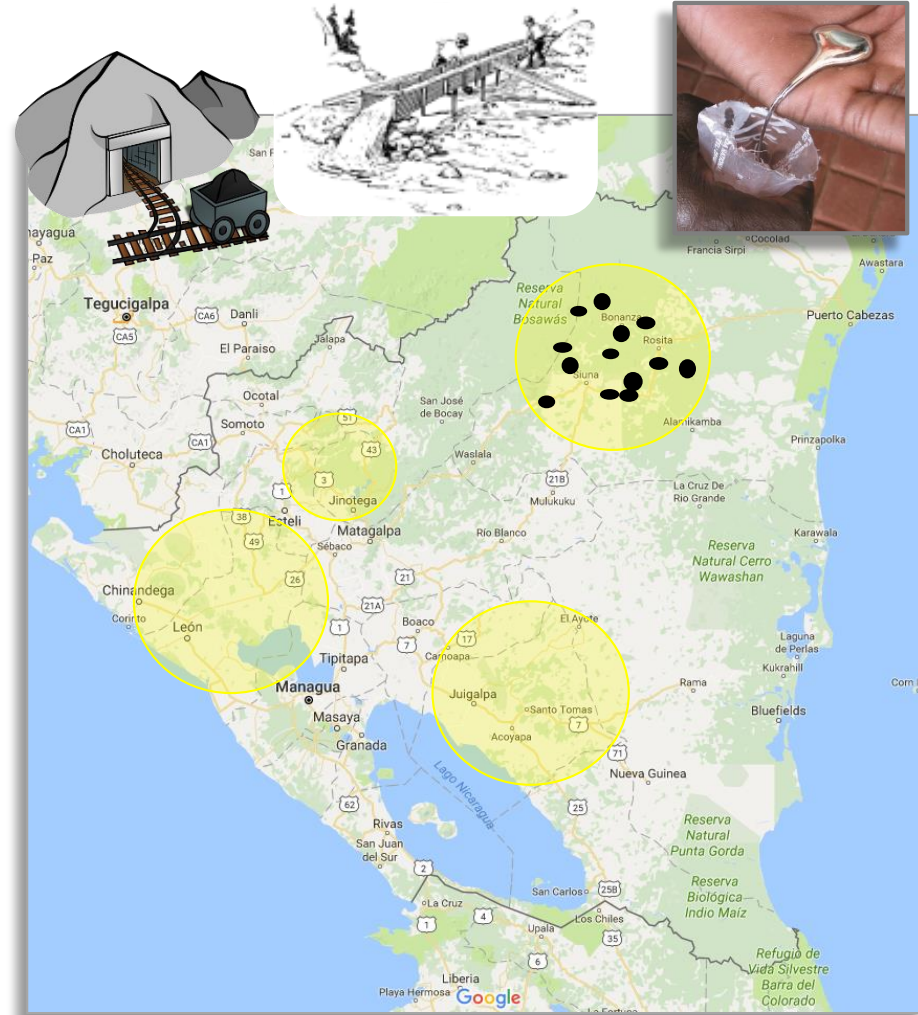 San F
Francia Sirpi
Cocolad
Awastara
nayagua
Paz
Tegucigalpa
CA6
Danli
CA5
El Paraiso
Jalapa
Reserva
Natural
Bosawás
Bonanza
Rosita
Siuna
Puerto Cabezas
Ocotal
Somoto
San José
de Bocay
Alamikamba
Prinzapolka
CA1
CA1
Choluteca
51
43
3
1
Jinotega
Waslala
21B
Mulukuku
La Cruz De
Rio Grande
38
Esteli
49
Matagalpa
Sébaco
Río Blanco
Karawala
Reserva
Natural Cerro
Wawashan
26
21
21A
Chinandega
Corinto
León
1
Boaco
7
17
Camoapa
El Ayote
Laguna
de Perlas
Kukrahill
Tipitapa
Managua
Masaya
Granada
Juigalpa
Santo Tomas
7
Acoyapa
Rama
Bluefields
Corn
71
Nueva Guinea
Lago Nicaragua
62
25
Rivas
San Juan
del Sur
Reserva
Natural
Punta Gorda
Reserva
Biológica
Indio Maíz
2
San Carlos
25B
La Cruz
1
4
Upala
Los Chiles
35
6
Liberia
Playa Hermosa
Google
La Fortuna
Refugio de
Vida Silvestre
Barra del
Colorado